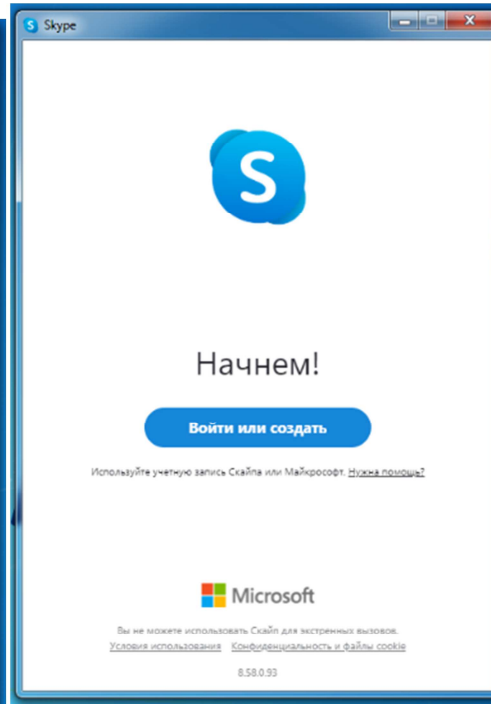 Skype
S
Начнем!
Войти или создать
Используйте учетную запись Скайпа или Майкрософт. Нужна помощь?
Microsoft
Вы не можете использовать Скайп для экстренных вызовов.
Условия использования Конфиденциальность и файлы cookie
8.58.0.93